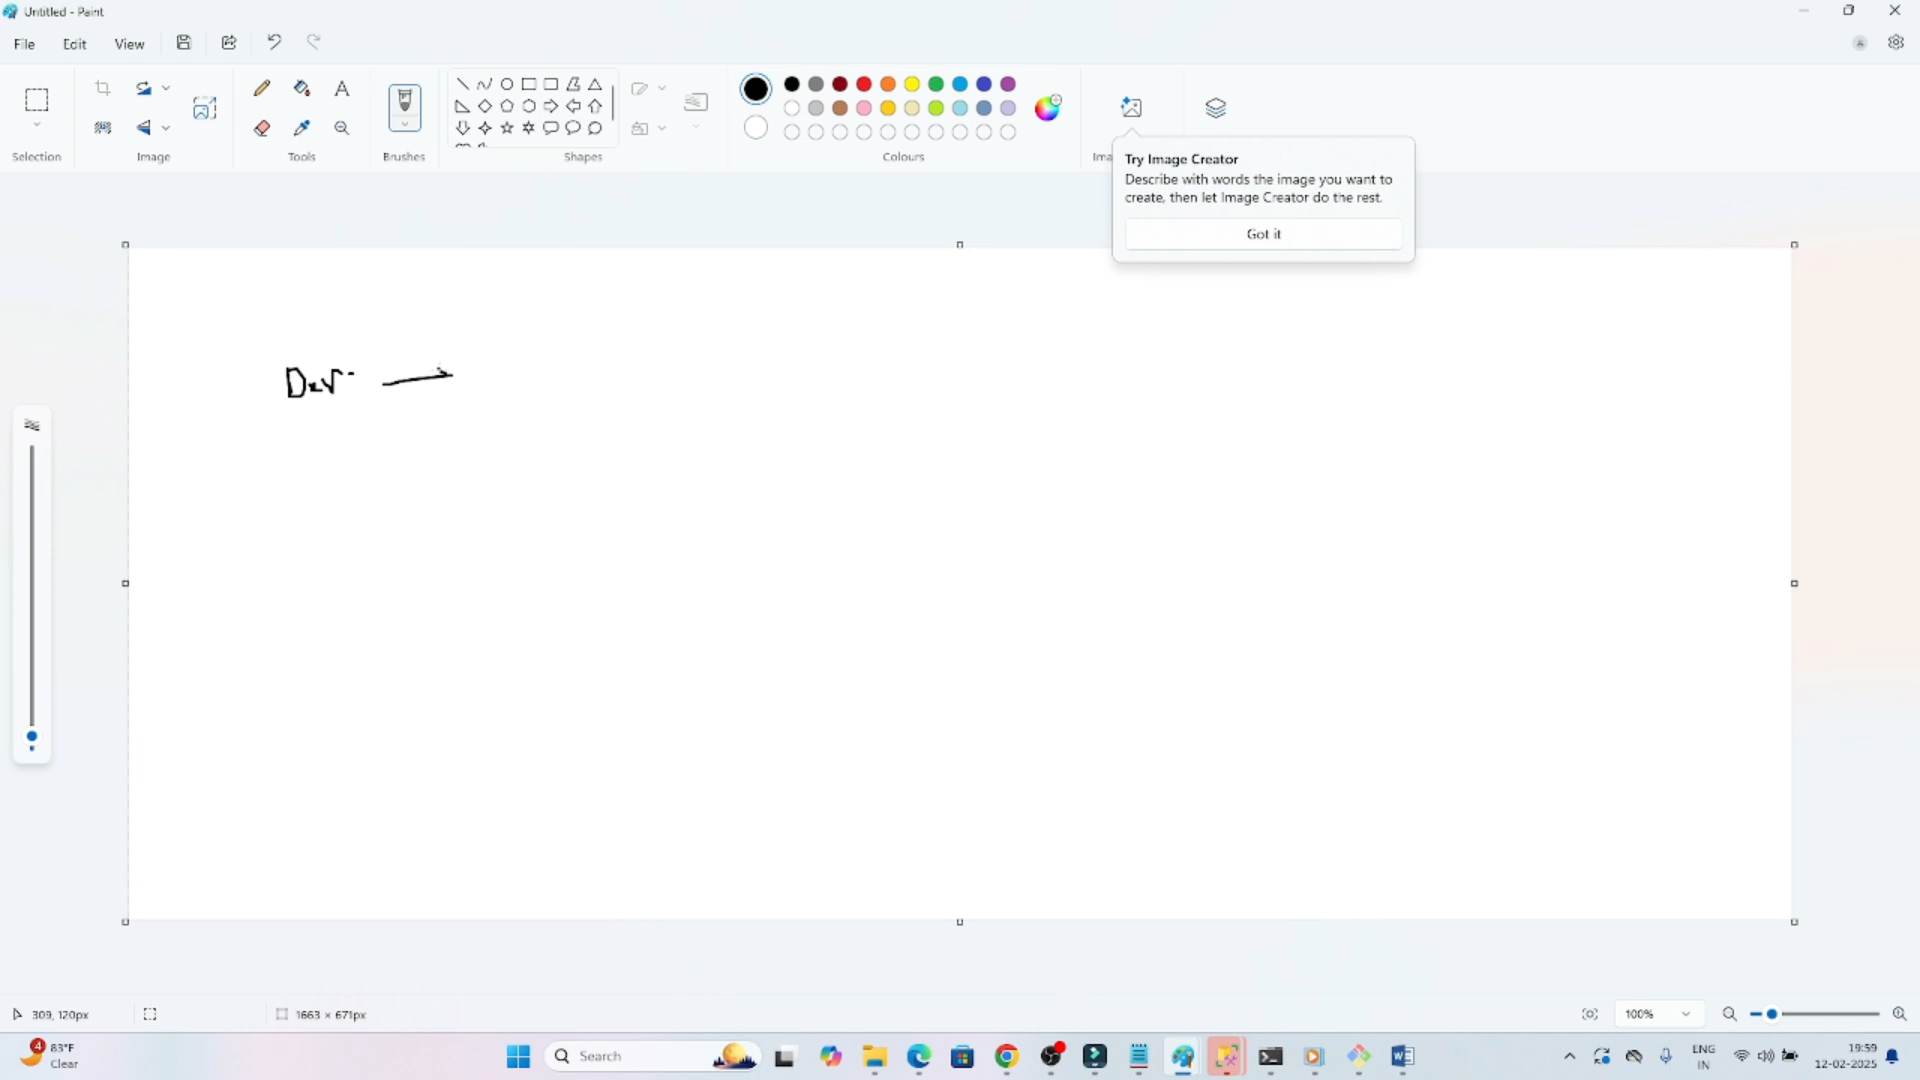 Untitled - Paint
File Edit View
Selection Image Tools Brushes Shapes Colours Ima
Try Image Creator
Describe with words the image you want to
create, then let Image Creator do the rest.
Got it
309, 120px 1663 × 671px 100%
4 83°F
Clear
Search
ENG
IN
19:59
12-02-2025